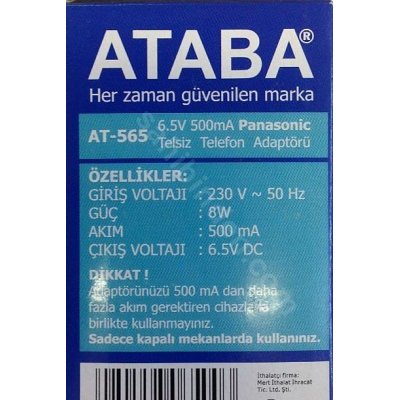 ATABA®
Her zaman güvenilen marka
AT-565 6.5V 500mA Panasonic
Telsiz Telefon Adaptörü
ÖZELLİKLER:
GİRİŞ VOLTAJI : 230 V ~ 50 Hz
GÜÇ : 8W
AKIM : 500 mA
ÇIKIŞ VOLTAJI : 6.5V DC
DİKKAT !
Adaptörünüzü 500 mA dan daha
fazla akım gerektiren cihazlarla
birlikte kullanmayınız.
Sadece kapalı mekanlarda kullanınız.
İthalatçı firma:
Mert İthalat İhracat
Tic. Ltd. Şti.